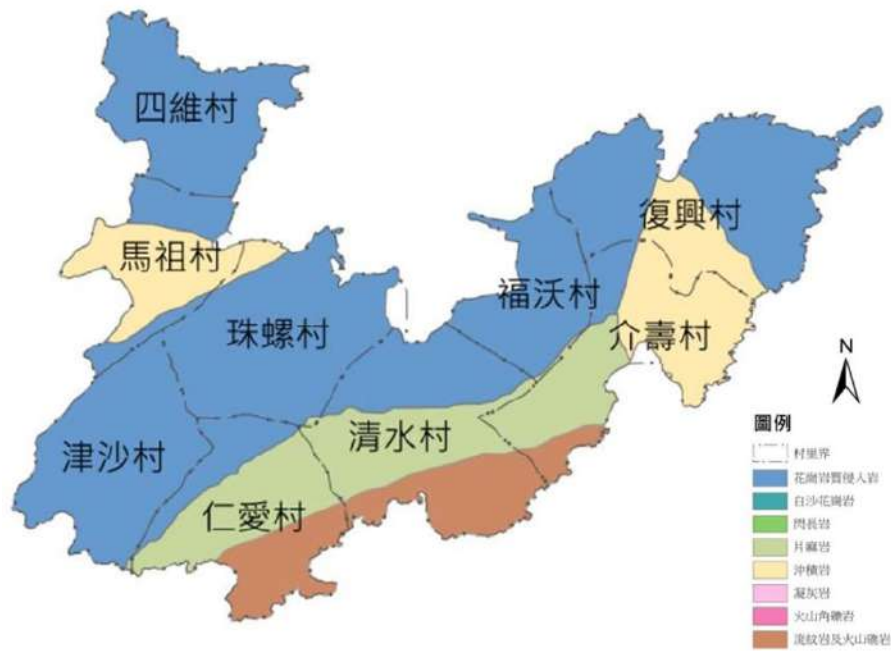 四維村
復興村
馬祖村
福沃村
珠螺村
介壽村
N
清水村
津沙村
仁愛村
圖例
村里界
花崗岩質侵入岩
白沙花崗岩
閃長岩
片麻岩
沖積岩
凝灰岩
火山角礫岩
流紋岩及火山礫岩